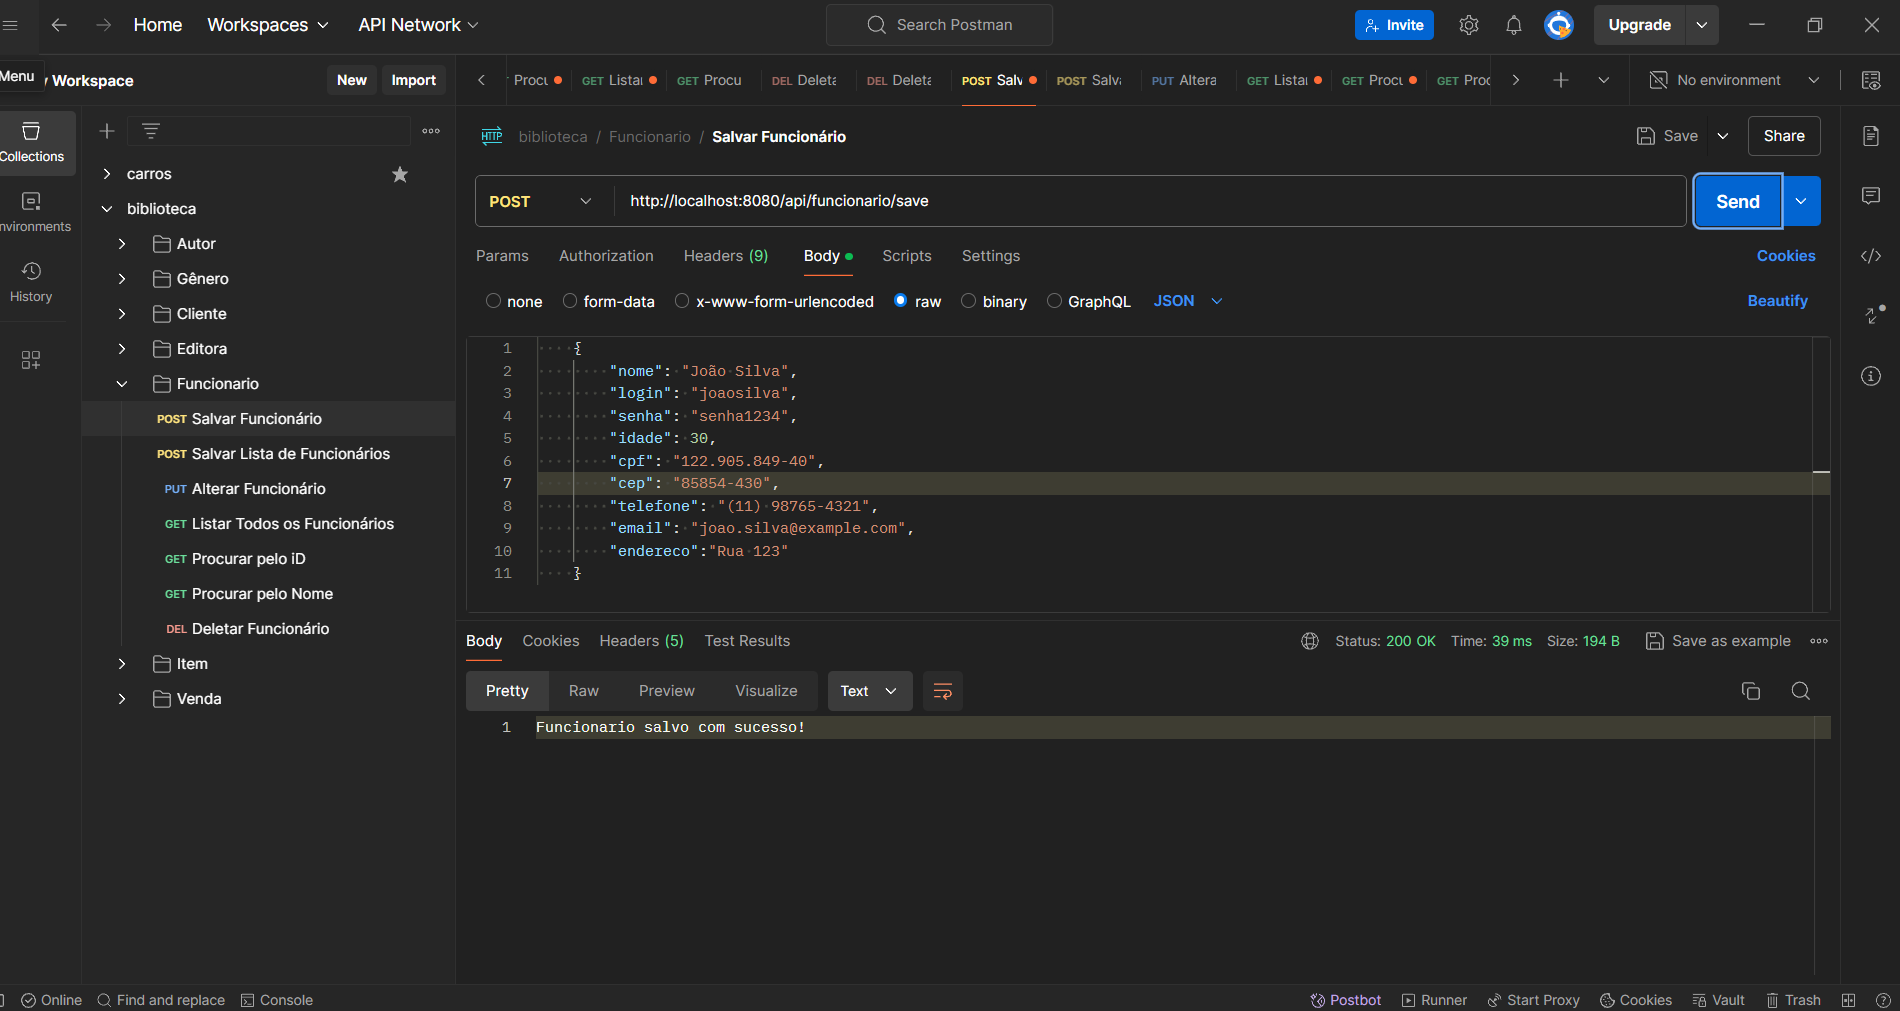 Home Workspaces API Network Search Postman Invite Upgrade
Menu Workspace New Import Procu GET Listar GET Procu DEL Delete DEL Delete POST Salv POST Salva PUT Altera GET Listar GET Procu GET Proc No environment
Collections
Environments
History
carros
biblioteca
Autor
Gênero
Cliente
Editora
Funcionario
POST Salvar Funcionário
POST Salvar Lista de Funcionários
PUT Alterar Funcionário
GET Listar Todos os Funcionários
GET Procurar pelo iD
GET Procurar pelo Nome
DEL Deletar Funcionário
Item
Venda
HTTP biblioteca / Funcionario / Salvar Funcionário Save Share
POST http://localhost:8080/api/funcionario/save Send
Params Authorization Headers (9) Body Scripts Settings Cookies
none form-data x-www-form-urlencoded raw binary GraphQL JSON Beautify
1 {
2 "nome": "João Silva",
3 "login": "joaosilva",
4 "senha": "senha1234",
5 "idade": 30,
6 "cpf": "122.905.849-40",
7 "cep": "85854-430",
8 "telefone": "(11) 98765-4321",
9 "email": "joao.silva@example.com",
10 "endereco":"Rua 123"
11 }
Body Cookies Headers (5) Test Results Status: 200 OK Time: 39 ms Size: 194 B Save as example
Pretty Raw Preview Visualize Text
1 Funcionario salvo com sucesso!
Online Find and replace Console Postbot Runner Start Proxy Cookies Vault Trash